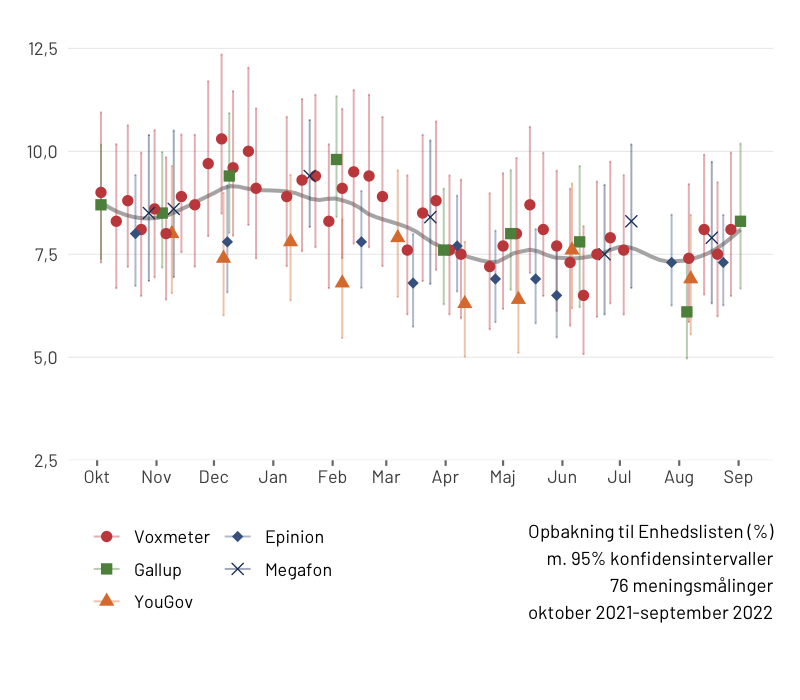 12,5
10,0
7,5
5,0
2,5
Okt Nov Dec Jan Feb Mar Apr Maj Jun Jul Aug Sep
Voxmeter Epinion
Gallup Megafon
YouGov
Opbakning til Enhedslisten (%)
m. 95% konfidensintervaller
76 meningsmålinger
oktober 2021-september 2022